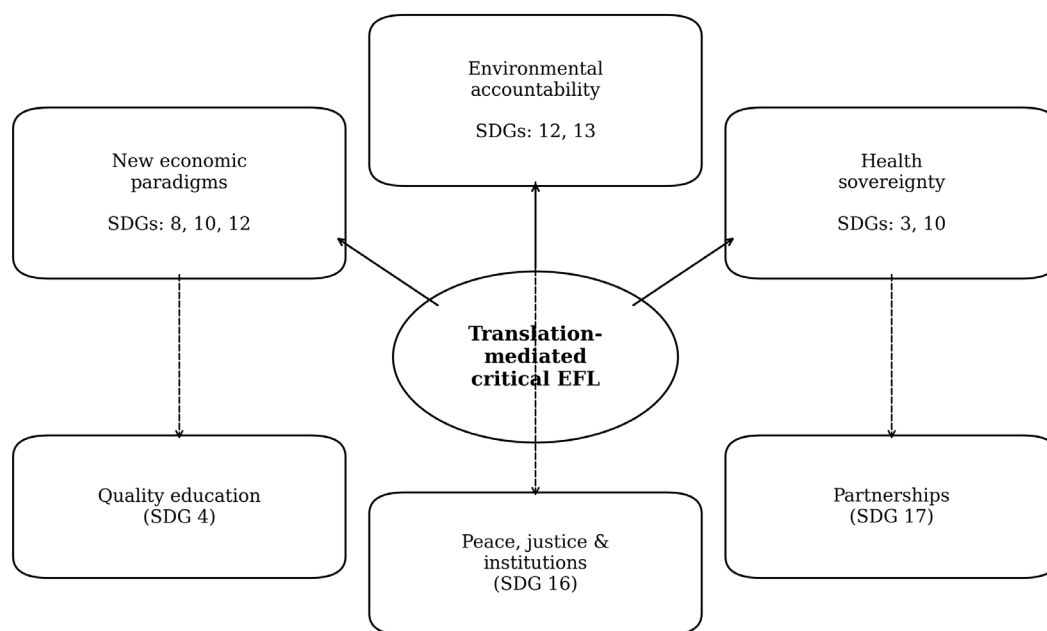 Environmental
accountability
SDGs: 12, 13
New economic
paradigms
SDGs: 8, 10, 12
Health
sovereignty
SDGs: 3, 10
Translation-
mediated
critical EFL
Quality education
(SDG 4)
Peace, justice &
institutions
(SDG 16)
Partnerships
(SDG 17)